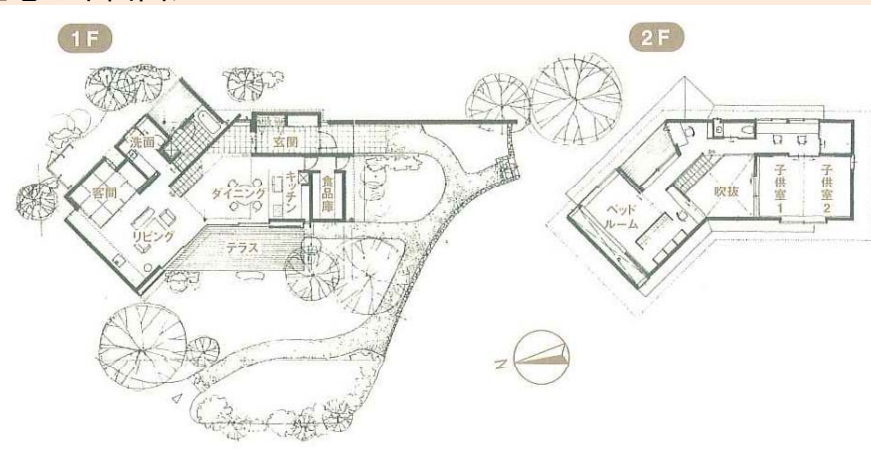 1F
2F
洗面
玄関
客間
ダイニング
キッチン
食品庫
リビング
テラス
吹抜
子供室1
子供室2
ベッド
ルーム
N